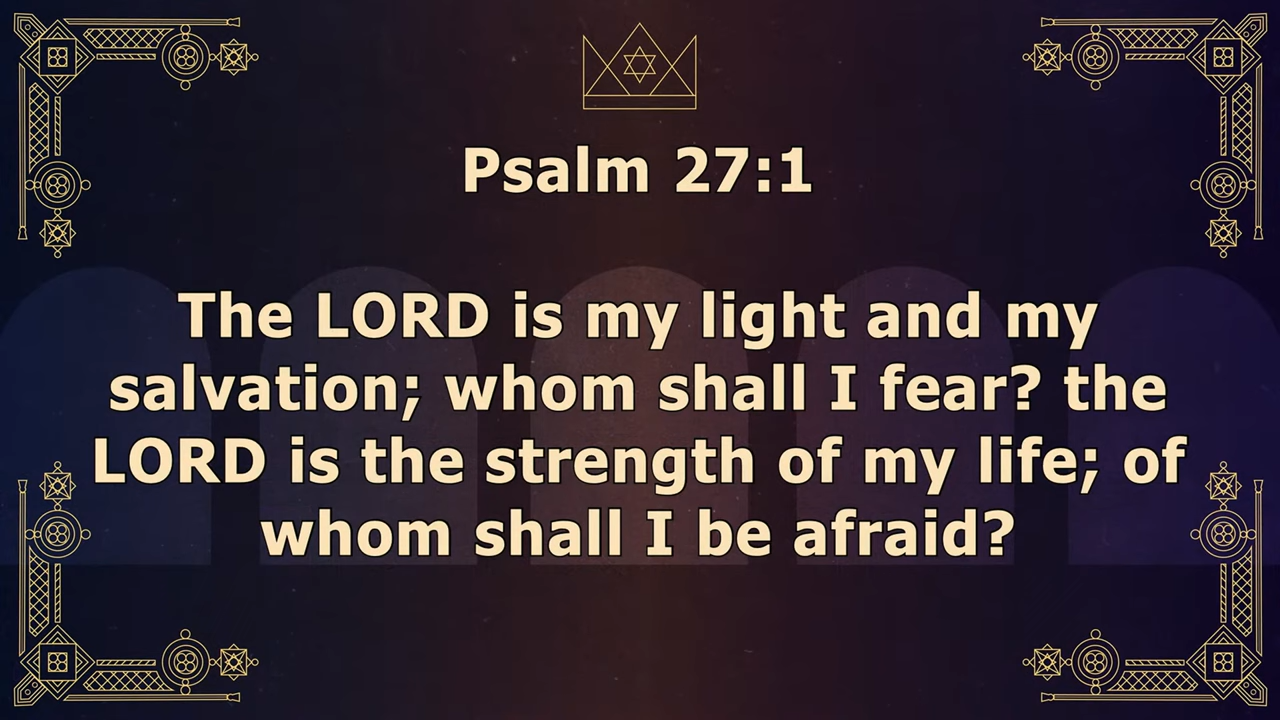 Psalm 27:1
The LORD is my light and my
salvation; whom shall I fear? the
LORD is the strength of my life; of
whom shall I be afraid?